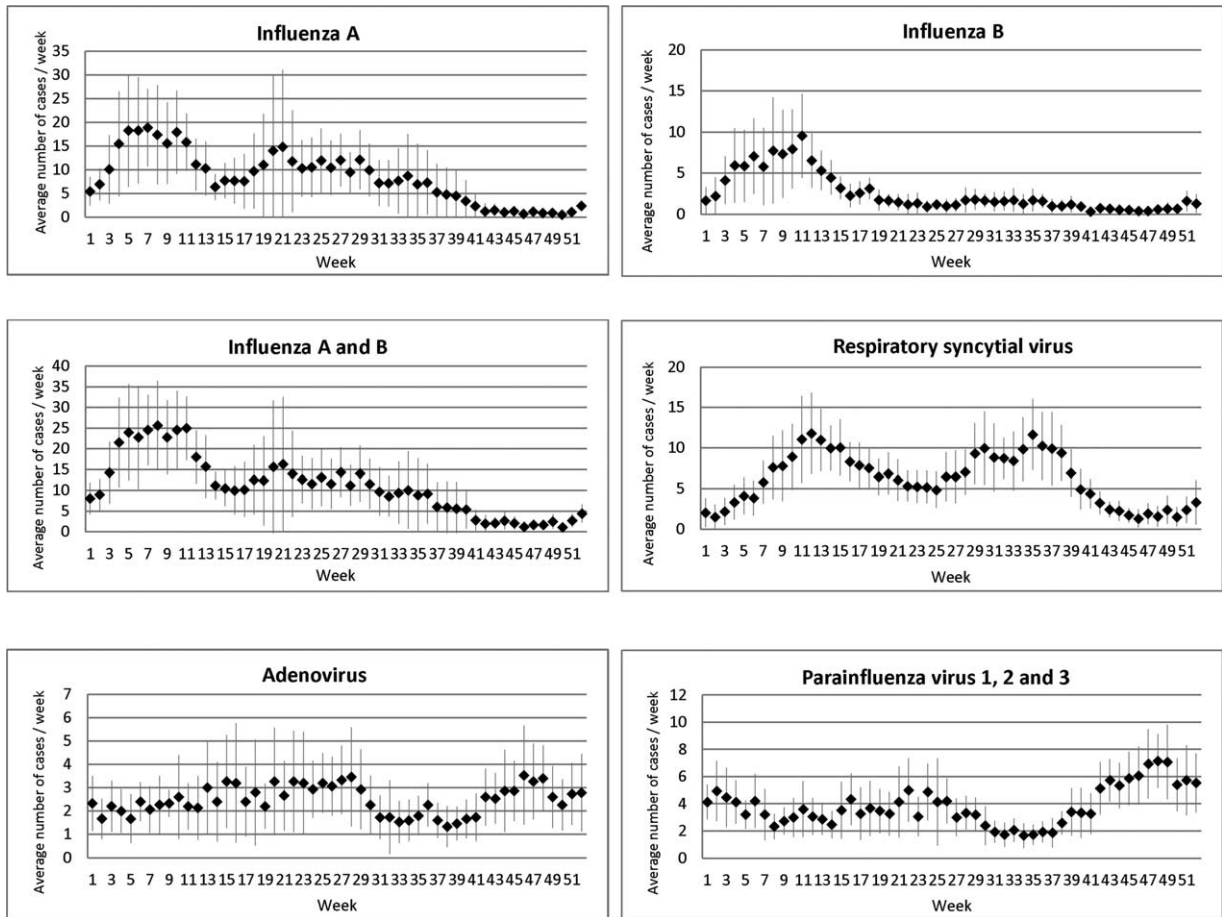 Influenza A
Average number of cases / week
35
30
25
20
15
10
5
0
1 3 5 7 9 11 13 15 17 19 21 23 25 27 29 31 33 35 37 39 41 43 45 47 49 51
Week
Influenza B
Average number of cases / week
20
15
10
5
0
1 3 5 7 9 11 13 15 17 19 21 23 25 27 29 31 33 35 37 39 41 43 45 47 49 51
Week
Influenza A and B
Average number of cases / week
40
35
30
25
20
15
10
5
0
1 3 5 7 9 11 13 15 17 19 21 23 25 27 29 31 33 35 37 39 41 43 45 47 49 51
Week
Respiratory syncytial virus
Average number of cases / week
20
15
10
5
0
1 3 5 7 9 11 13 15 17 19 21 23 25 27 29 31 33 35 37 39 41 43 45 47 49 51
Week
Adenovirus
Average number of cases / week
7
6
5
4
3
2
1
0
1 3 5 7 9 11 13 15 17 19 21 23 25 27 29 31 33 35 37 39 41 43 45 47 49 51
Week
Parainfluenza virus 1, 2 and 3
Average number of cases / week
12
10
8
6
4
2
0
1 3 5 7 9 11 13 15 17 19 21 23 25 27 29 31 33 35 37 39 41 43 45 47 49 51
Week